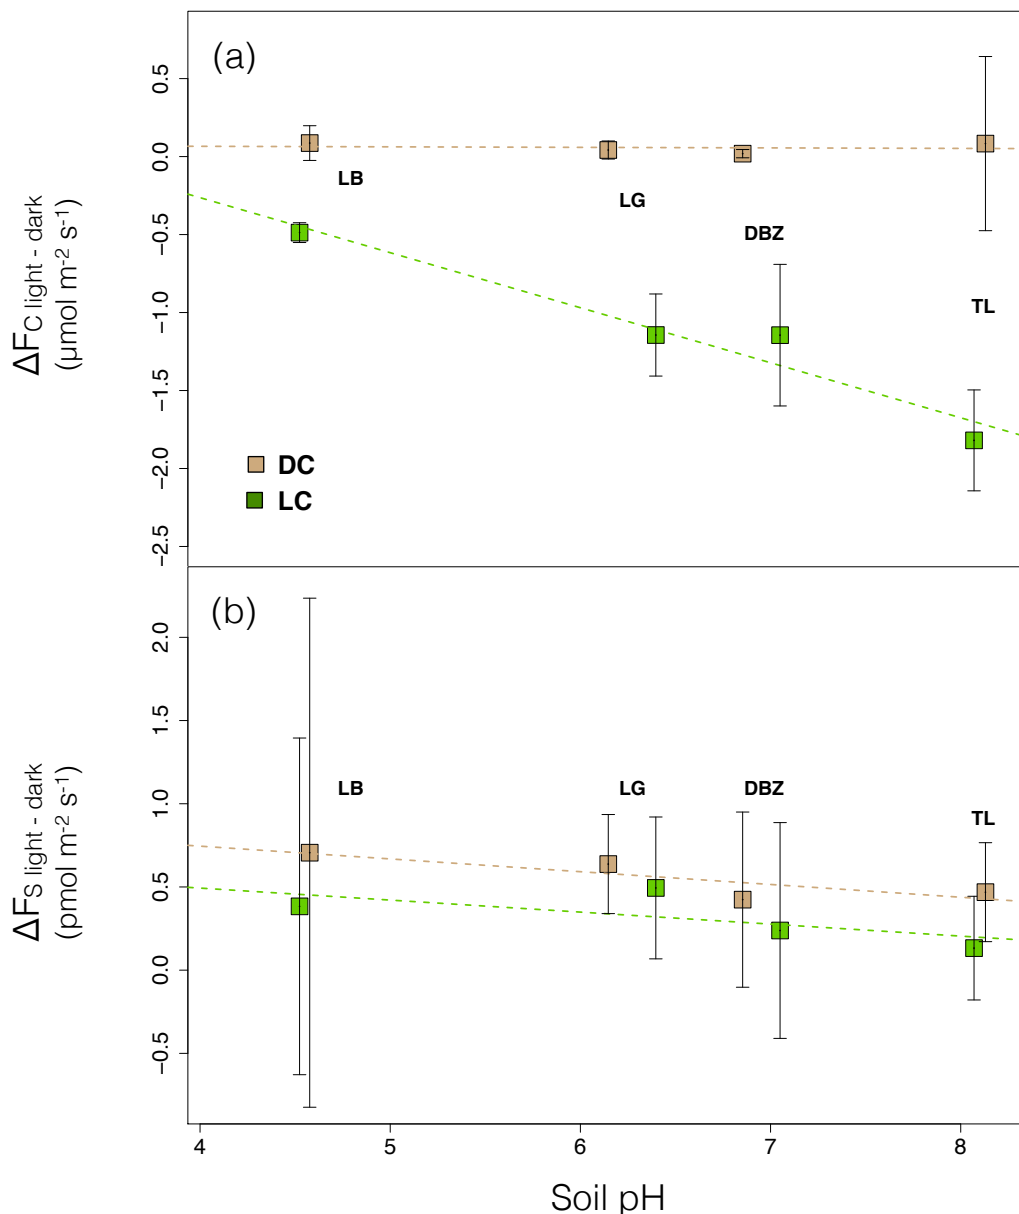 (a)
0.5
0.0
−0.5
−1.0
−1.5
−2.0
−2.5
ΔFC light - dark
(μmol m-2 s-1)
LB
LG
DBZ
TL
DC
LC
(b)
2.0
1.5
1.0
0.5
0.0
−0.5
ΔFS light - dark
(pmol m-2 s-1)
LB
LG
DBZ
TL
4 5 6 7 8
Soil pH